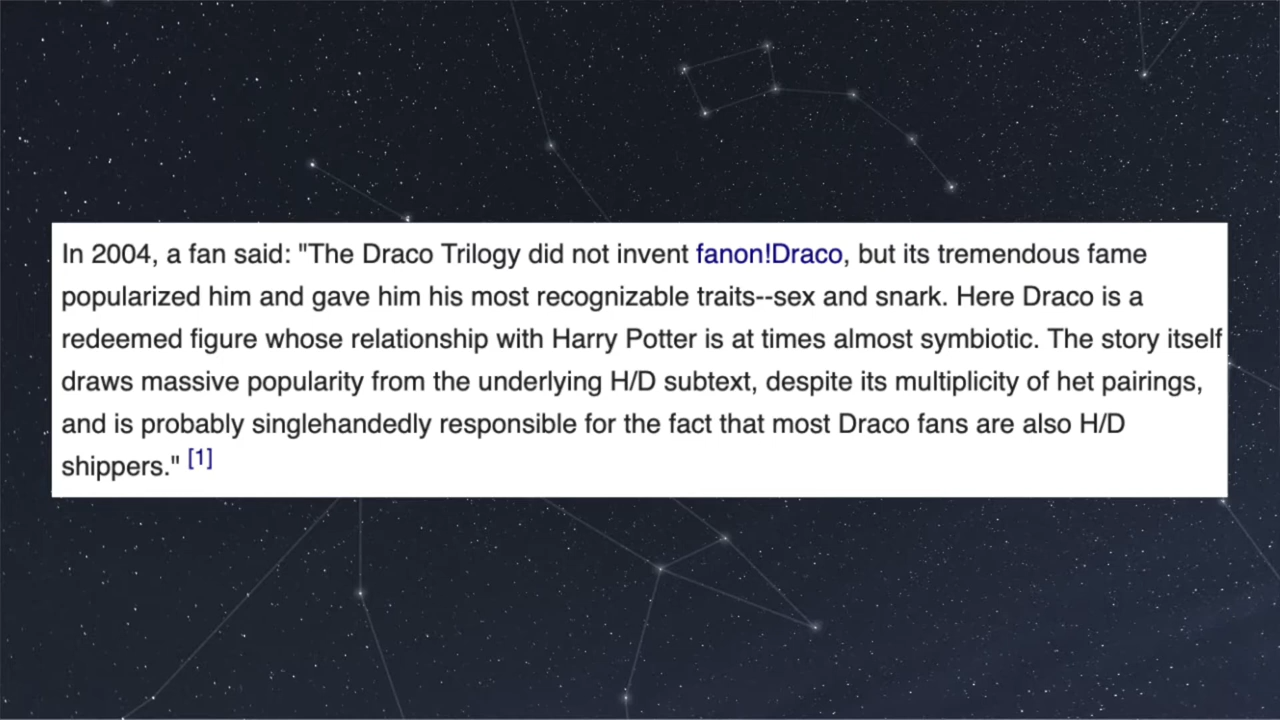 In 2004, a fan said: "The Draco Trilogy did not invent fanon!Draco, but its tremendous fame
popularized him and gave him his most recognizable traits--sex and snark. Here Draco is a
redeemed figure whose relationship with Harry Potter is at times almost symbiotic. The story itself
draws massive popularity from the underlying H/D subtext, despite its multiplicity of het pairings,
and is probably singlehandedly responsible for the fact that most Draco fans are also H/D
shippers." [1]